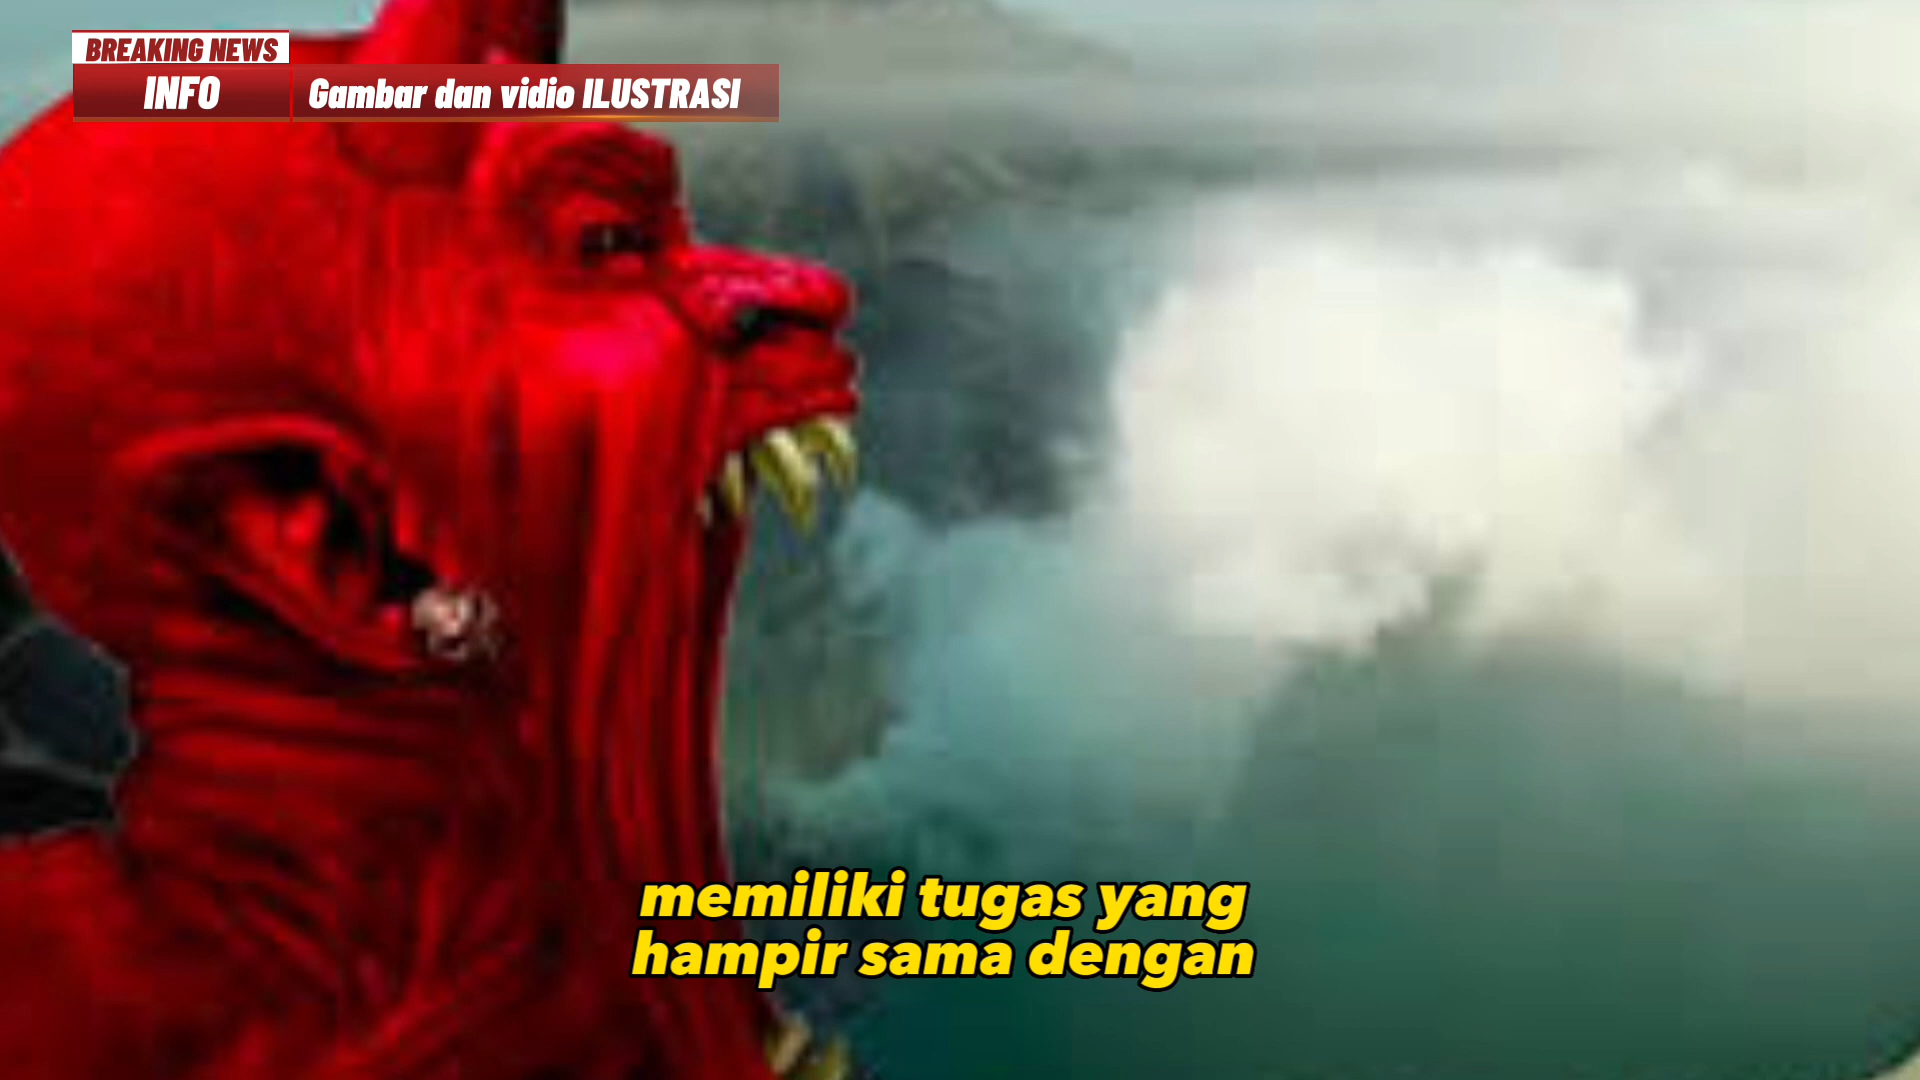 BREAKING NEWS
INFO
Gambar dan vidio ILUSTRASI
memiliki tugas yang
hampir sama dengan